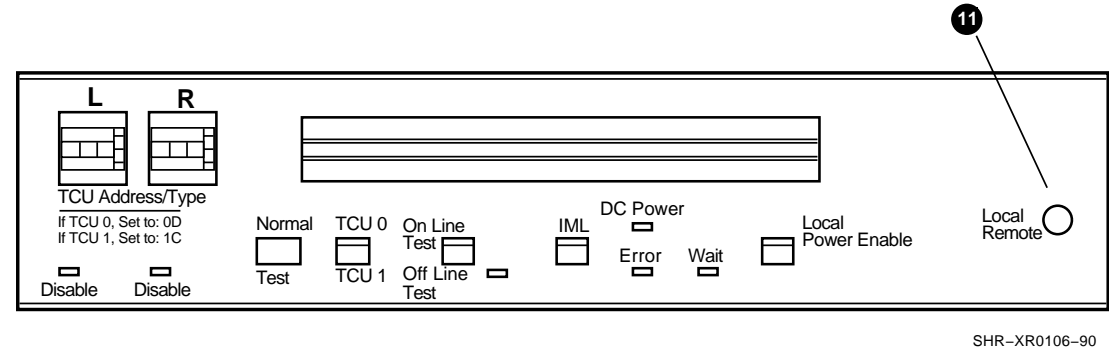 11
L R
TCU Address/Type
If TCU 0, Set to: 0D
If TCU 1, Set to: 1C
Disable Disable
Normal
Test
TCU 0
TCU 1
On Line
Test
Off Line
Test
IML
DC Power
Error Wait
Local
Power Enable
Local
Remote
SHR–XR0106–90